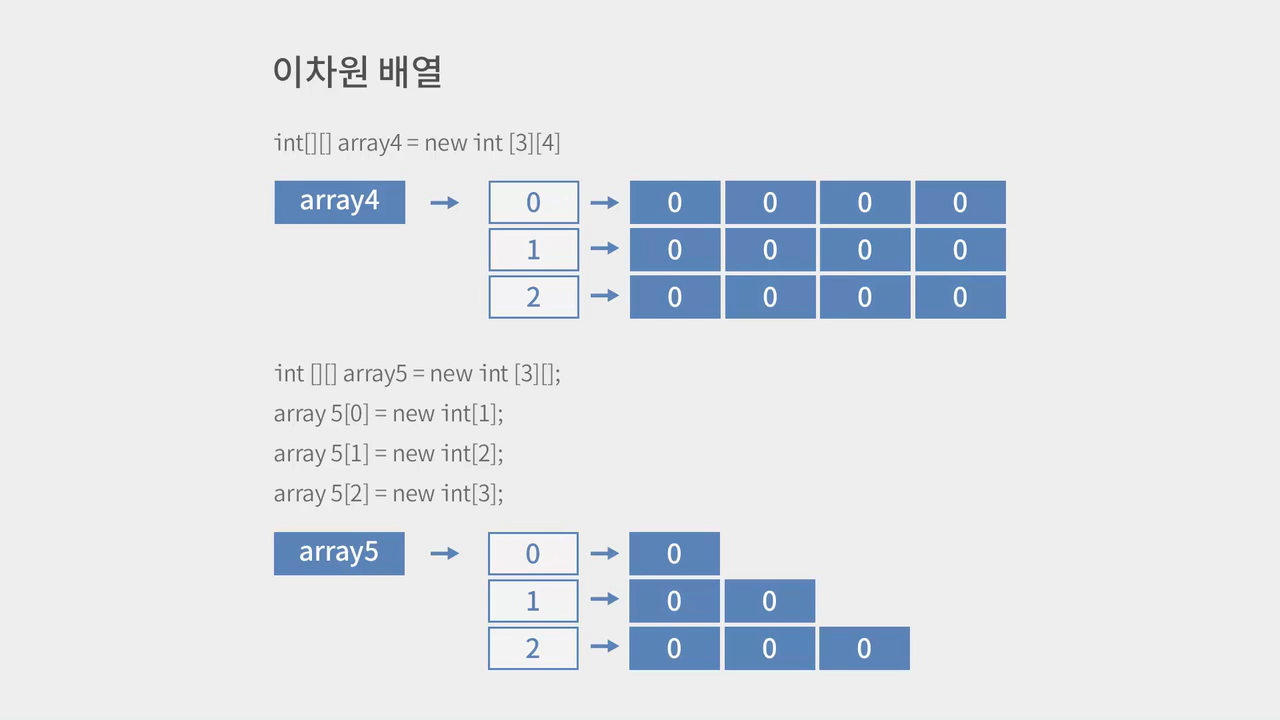 이차원 배열
int[][] array4 = new int [3][4]
array4 → 0 → 0 0 0 0
1 → 0 0 0 0
2 → 0 0 0 0
int [][] array5 = new int [3][];
array 5[0] = new int[1];
array 5[1] = new int[2];
array 5[2] = new int[3];
array5 → 0 → 0
1 → 0 0
2 → 0 0 0